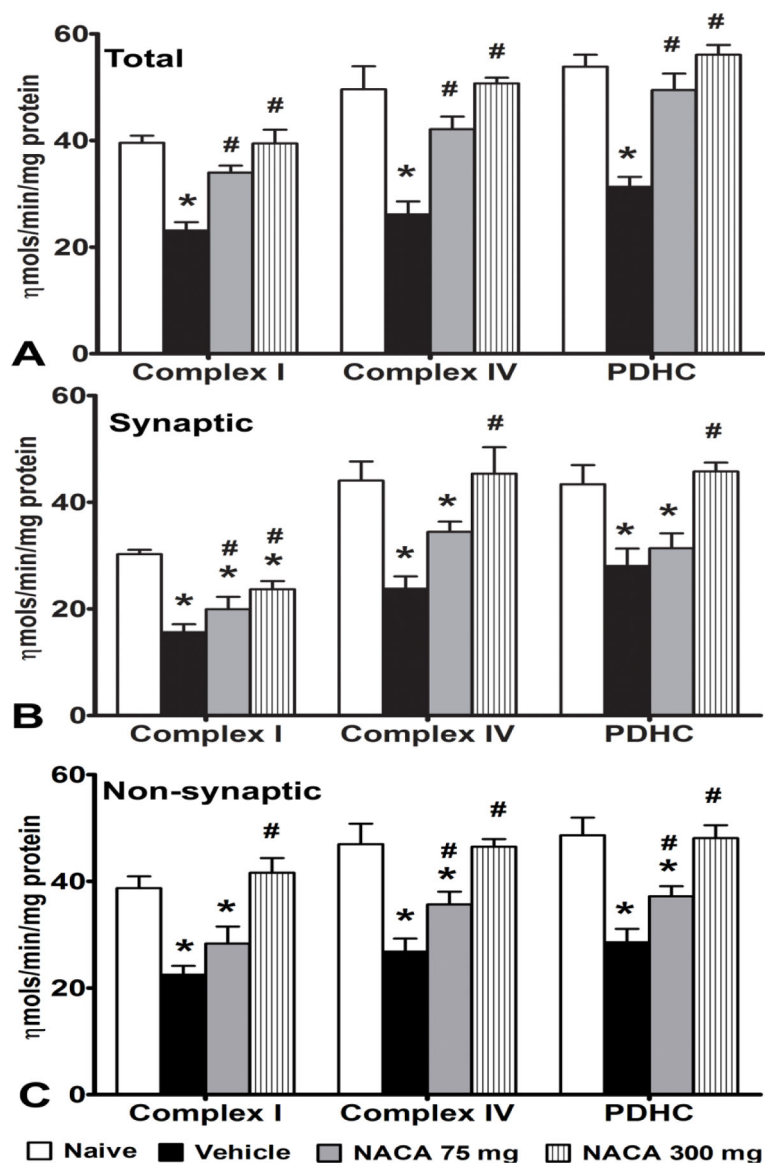 60
Total
# #
# #
# #
40
* * *
20
ηmols/min/mg protein
0
A
Complex I Complex IV PDHC
60
Synaptic
# #
40
# # * *
* * * * *
20
ηmols/min/mg protein
0
B
Complex I Complex IV PDHC
60
Non-synaptic
# # #
# #
40
* * *
* * *
20
ηmols/min/mg protein
0
C
Complex I Complex IV PDHC
Naive Vehicle NACA 75 mg NACA 300 mg